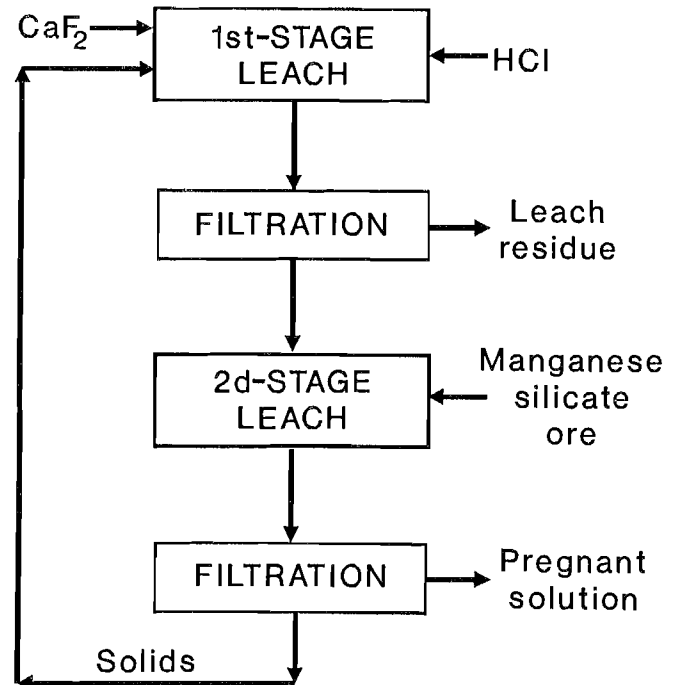 CaF2
1st-STAGE
LEACH
HCl
FILTRATION
Leach
residue
2d-STAGE
LEACH
Manganese
silicate
ore
FILTRATION
Pregnant
solution
Solids